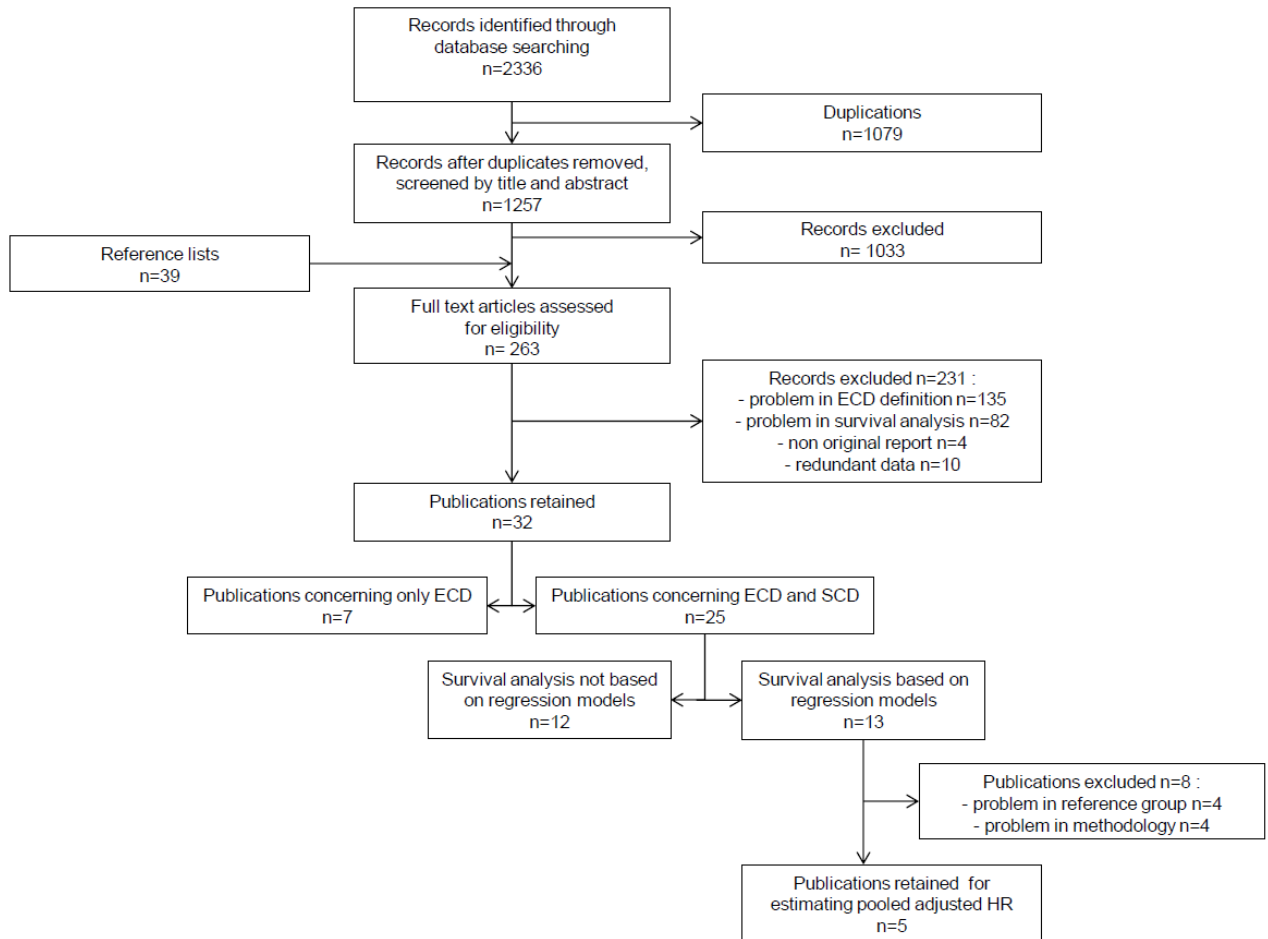 Records identified through
database searching
n=2336
Duplications
n=1079
Records after duplicates removed,
screened by title and abstract
n=1257
Records excluded
n= 1033
Reference lists
n=39
Full text articles assessed
for eligibility
n= 263
Records excluded n=231 :
- problem in ECD definition n=135
- problem in survival analysis n=82
- non original report n=4
- redundant data n=10
Publications retained
n=32
Publications concerning only ECD
n=7
Publications concerning ECD and SCD
n=25
Survival analysis not based
on regression models
n=12
Survival analysis based on
regression models
n=13
Publications excluded n=8 :
- problem in reference group n=4
- problem in methodology n=4
Publications retained for
estimating pooled adjusted HR
n=5